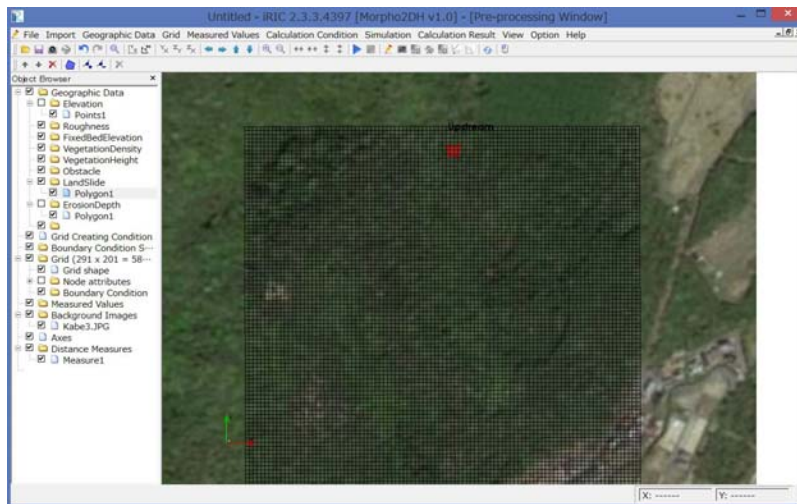 Untitled - iRIC 2.3.3.4397 [Morpho2DH v1.0] - [Pre-processing Window]
File Import Geographic Data Grid Measured Values Calculation Condition Simulation Calculation Result View Option Help
Object Browser
Geographic Data
Elevation
Points1
Roughness
FixedBedElevation
VegetationDensity
VegetationHeight
Obstacle
LandSlide
Polygon1
ErosionDepth
Polygon1
Grid Creating Condition
Boundary Condition S...
Grid (291 x 201 = 58...
Grid shape
Node attributes
Boundary Condition
Measured Values
Background Images
Kabe3.JPG
Axes
Distance Measures
Measure1
Upstream
X: ------
Y: ------